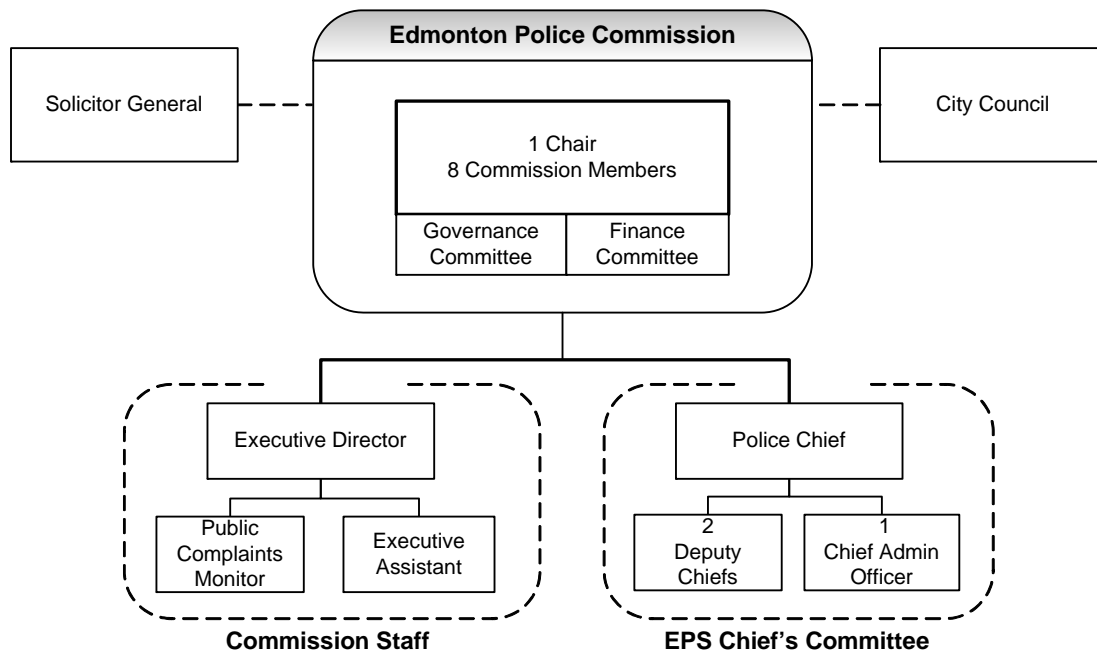 Edmonton Police Commission
Solicitor General
City Council
1 Chair
8 Commission Members
Governance
Committee
Finance
Committee
Executive Director
Police Chief
Public
Complaints
Monitor
Executive
Assistant
2
Deputy
Chiefs
1
Chief Admin
Officer
Commission Staff
EPS Chief's Committee